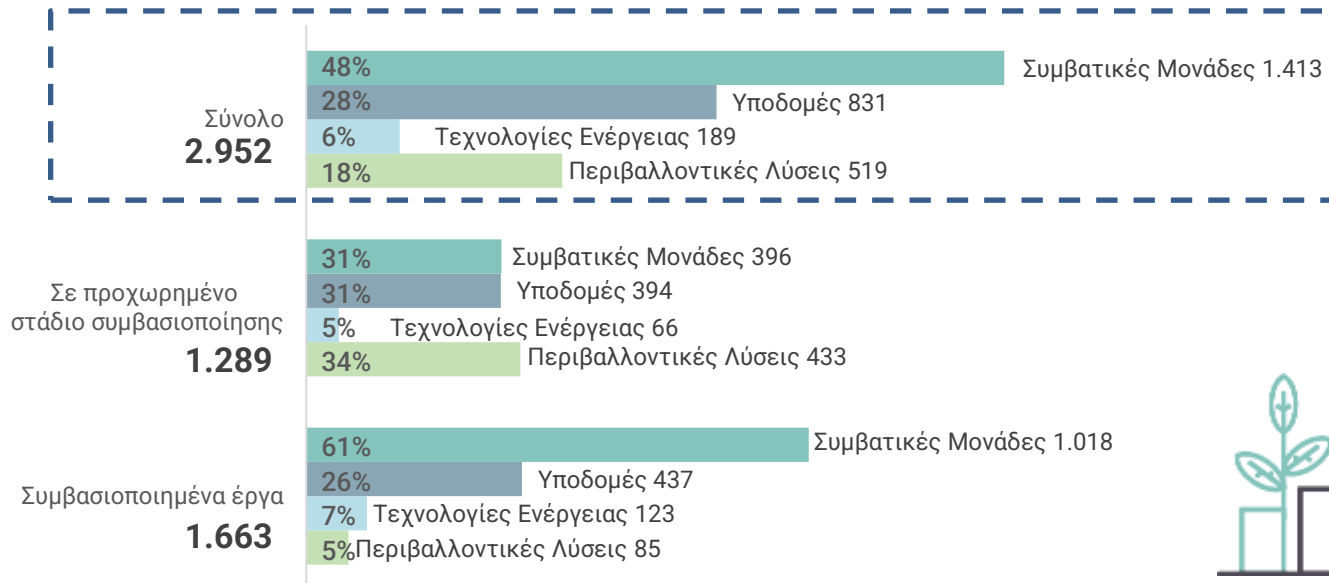 48% Συμβατικές Μονάδες 1.413
28% Υποδομές 831
Σύνολο
2.952
6% Τεχνολογίες Ενέργειας 189
18% Περιβαλλοντικές Λύσεις 519
31% Συμβατικές Μονάδες 396
Σε προχωρημένο
στάδιο συμβασιοποίησης
1.289
31% Υποδομές 394
5% Τεχνολογίες Ενέργειας 66
34% Περιβαλλοντικές Λύσεις 433
61% Συμβατικές Μονάδες 1.018
26% Υποδομές 437
Συμβασιοποιημένα έργα
1.663
7% Τεχνολογίες Ενέργειας 123
5% Περιβαλλοντικές Λύσεις 85